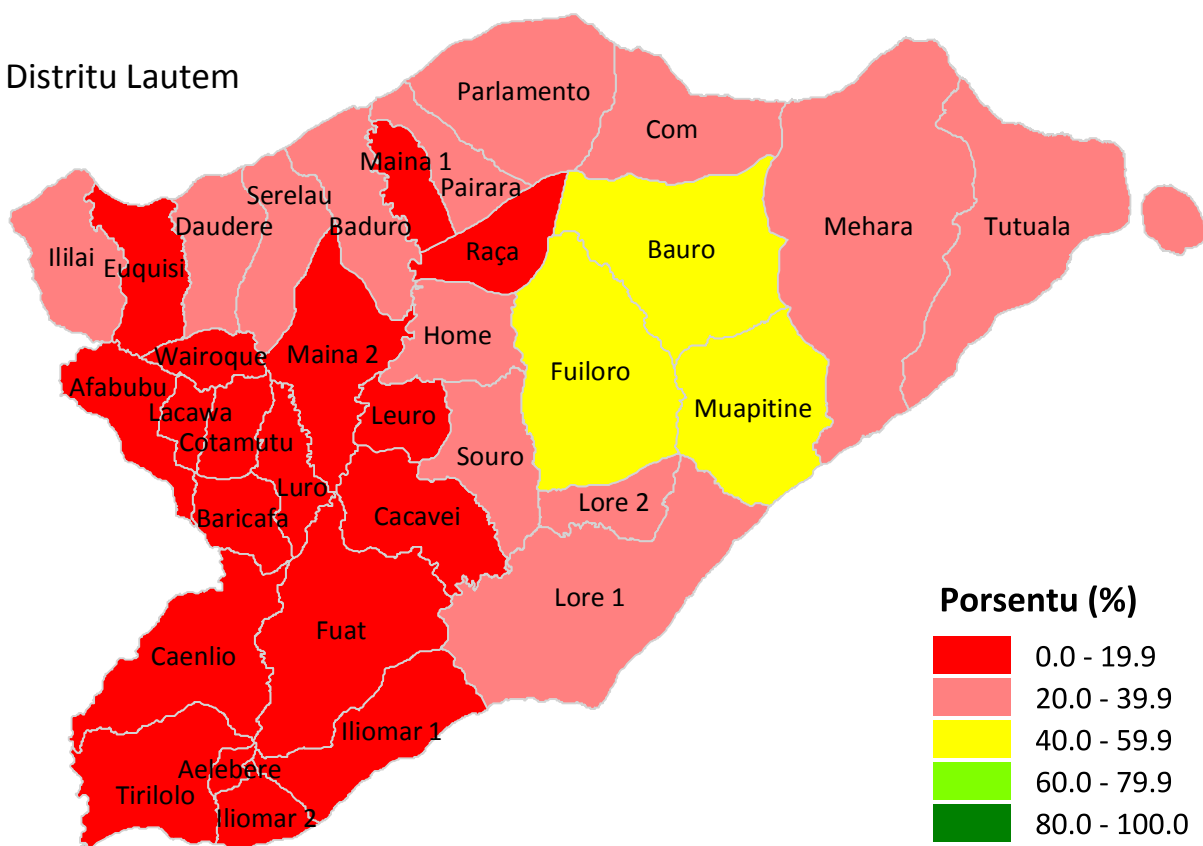 Distritu Lautem
Parlamento
Com
Maina 1
Pairara
Serelau
Daudere
Baduro
Mehara
Tutuala
Ililai
Euquisi
Raça
Bauro
Home
Wairoque
Maina 2
Fuiloro
Afabubu
Lacawa
Leuro
Muapitine
Cotamutu
Souro
Luro
Lore 2
Baricafa
Cacavei
Lore 1
Fuat
Caenlio
Iliomar 1
Aelebere
Tirilolo
Iliomar 2
Porsentu (%)
0.0 - 19.9
20.0 - 39.9
40.0 - 59.9
60.0 - 79.9
80.0 - 100.0